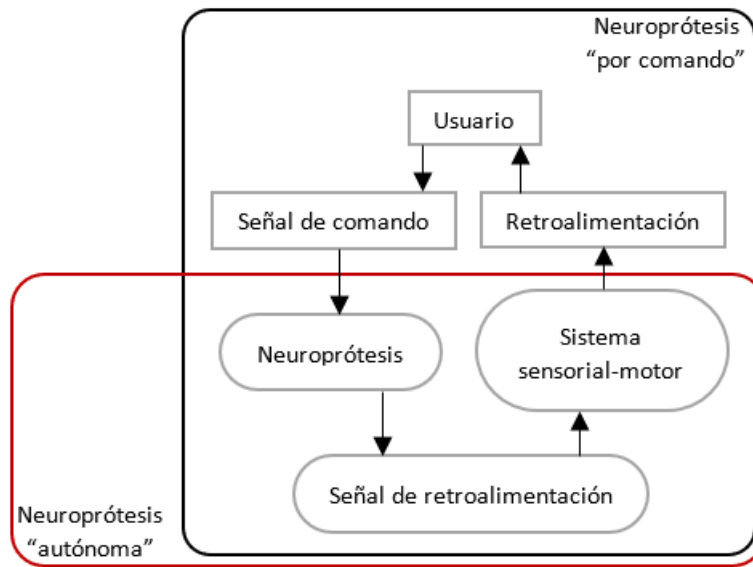 Neuroprótesis
“por comando”
Usuario
Señal de comando
Retroalimentación
Neuroprótesis
Sistema
sensorial-motor
Señal de retroalimentación
Neuroprótesis
“autónoma”